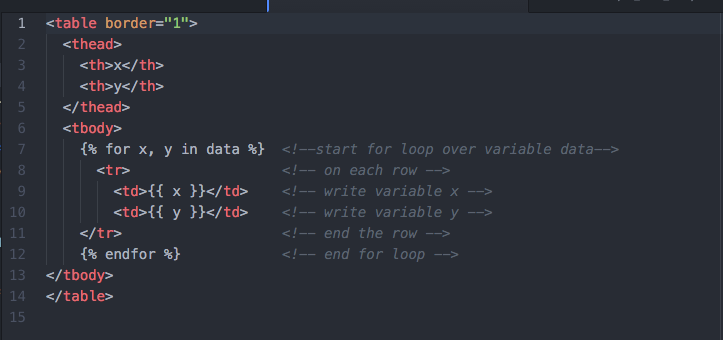 1 <table border="1">
2   <thead>
3     <th>x</th>
4     <th>y</th>
5   </thead>
6   <tbody>
7     {% for x, y in data %}  <!--start for loop over variable data-->
8       <tr>                  <!-- on each row -->
9         <td>{{ x }}</td>    <!-- write variable x -->
10         <td>{{ y }}</td>    <!-- write variable y -->
11     </tr>                   <!-- end the row -->
12     {% endfor %}            <!-- end for loop -->
13 </tbody>
14 </table>
15